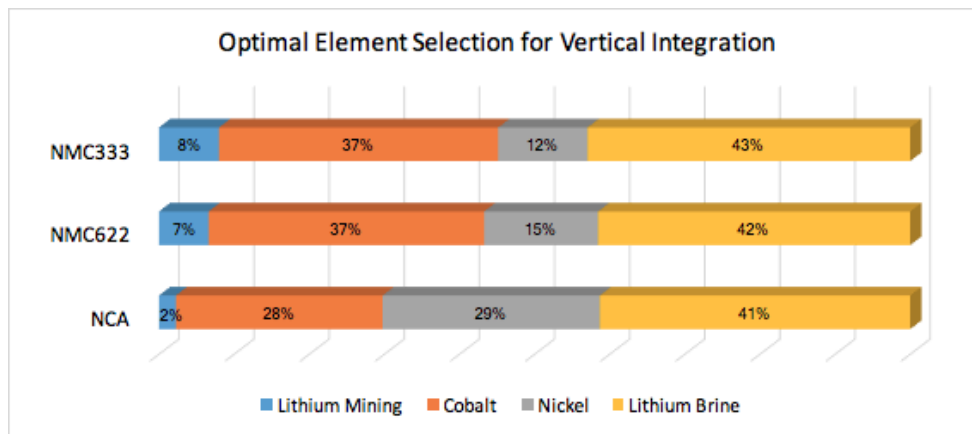 Optimal Element Selection for Vertical Integration
NMC333 8% 37% 12% 43%
NMC622 7% 37% 15% 42%
NCA 2% 28% 29% 41%
Lithium Mining Cobalt Nickel Lithium Brine